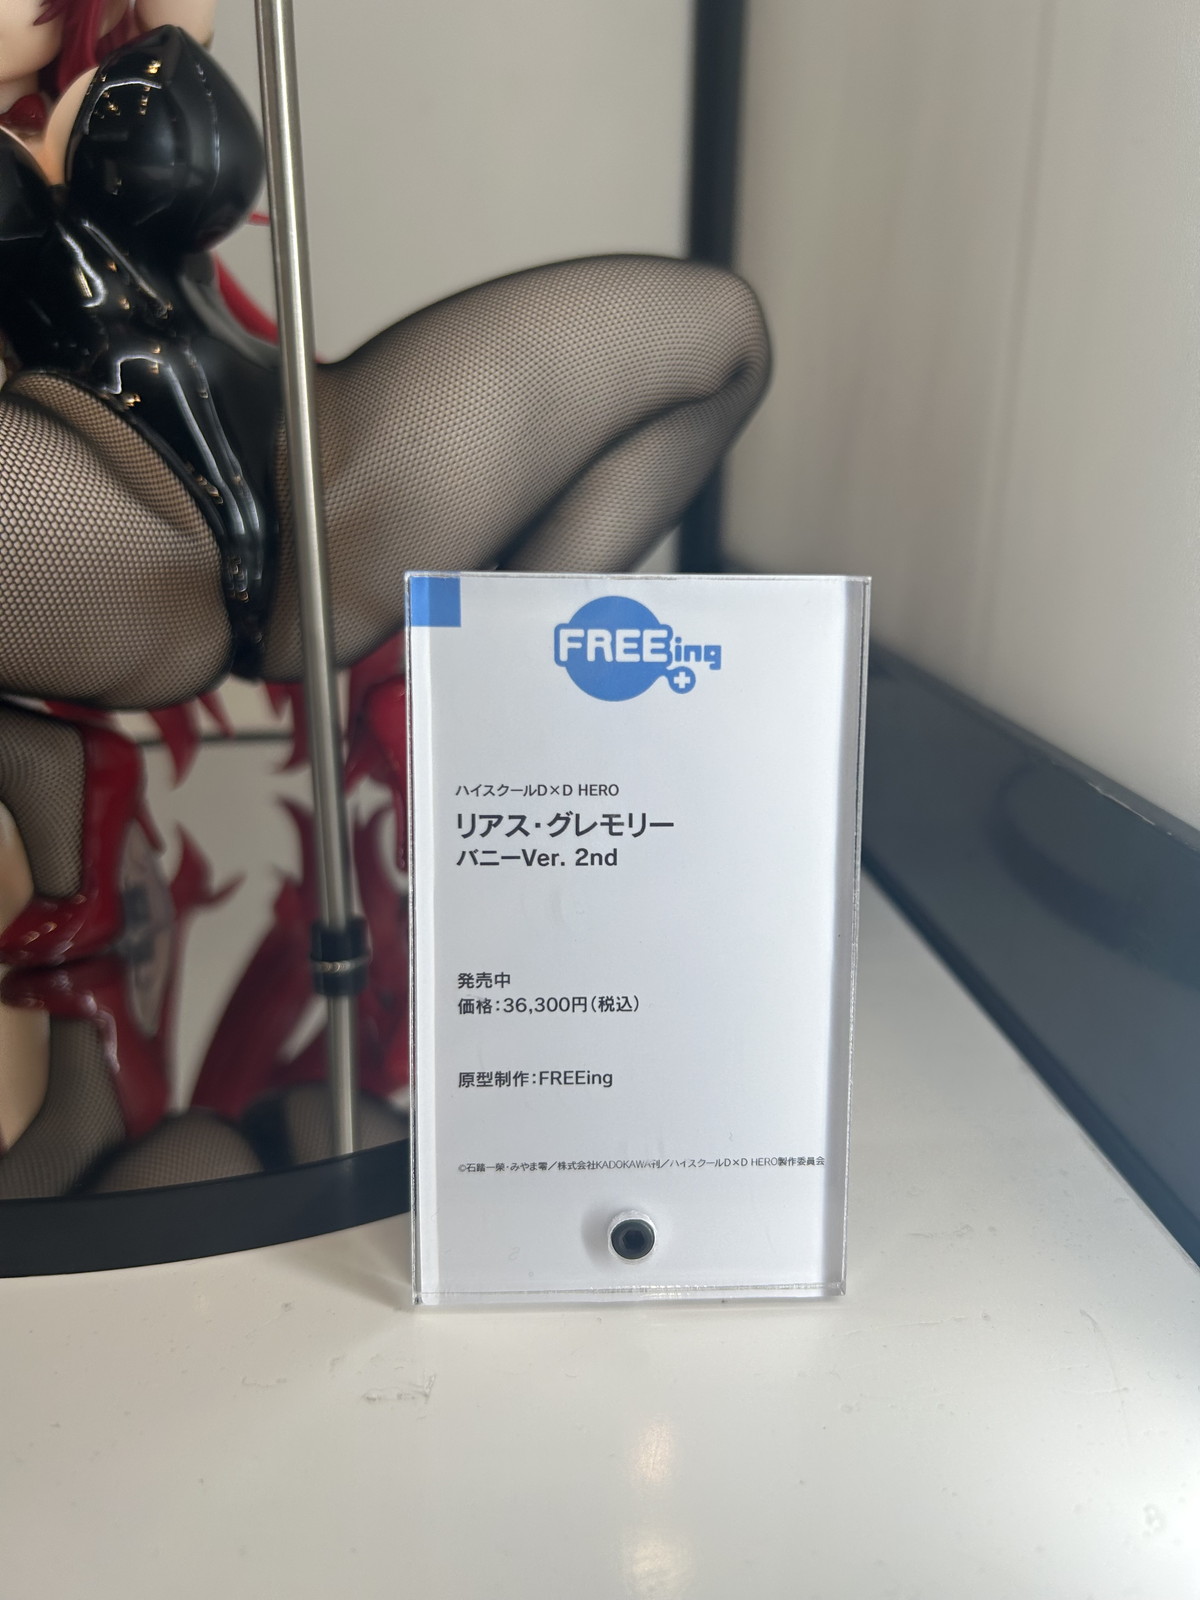 FREEing
ハイスクールD×D HERO
リアス・グレモリー
バニーVer. 2nd
発売中
価格：36,300円（税込）
原型制作：FREEing
©石踏一榮・みやま零／株式会社KADOKAWA刊／ハイスクールD×D HERO製作委員会